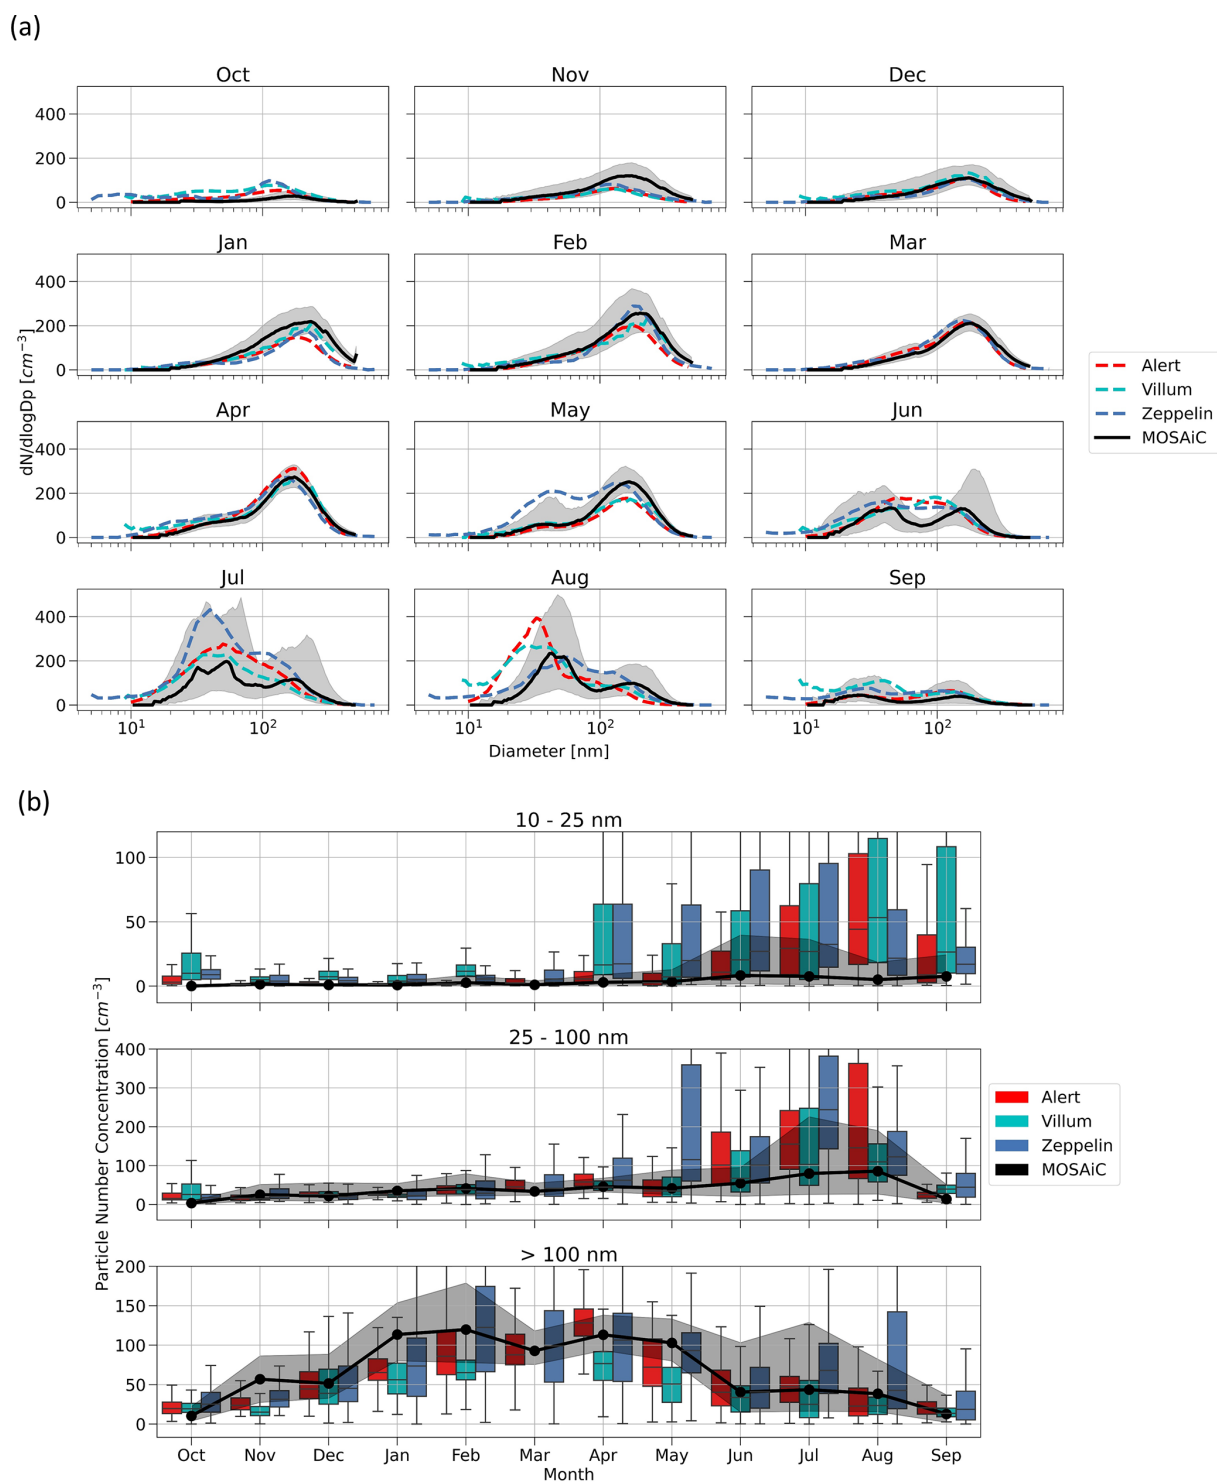 (a)
Oct Nov Dec
400
200
0
Jan Feb Mar
400
200
0
dN/dlogDp [cm⁻³]
Alert
Villum
Zeppelin
MOSAiC
Apr May Jun
400
200
0
Jul Aug Sep
400
200
0
10¹ 10² 10¹ 10² 10¹ 10²
Diameter [nm]
(b)
10 - 25 nm
100
50
0
Particle Number Concentration [cm⁻³]
25 - 100 nm
400
300
200
100
0
Alert
Villum
Zeppelin
MOSAiC
> 100 nm
200
150
100
50
0
Oct Nov Dec Jan Feb Mar Apr May Jun Jul Aug Sep
Month